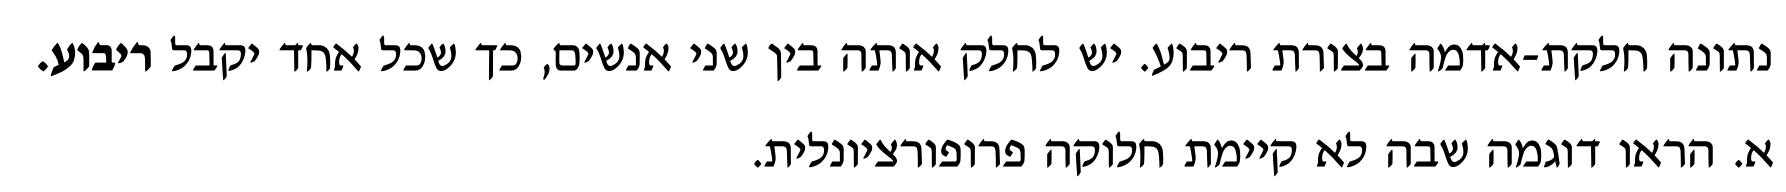 נתונה חלקת-אדמה בצורת ריבוע. יש לחלק אותה בין שני אנשים, כך שכל אחד יקבל ריבוע.
א. הראו דוגמה שבה לא קיימת חלוקה פרופורציונלית.